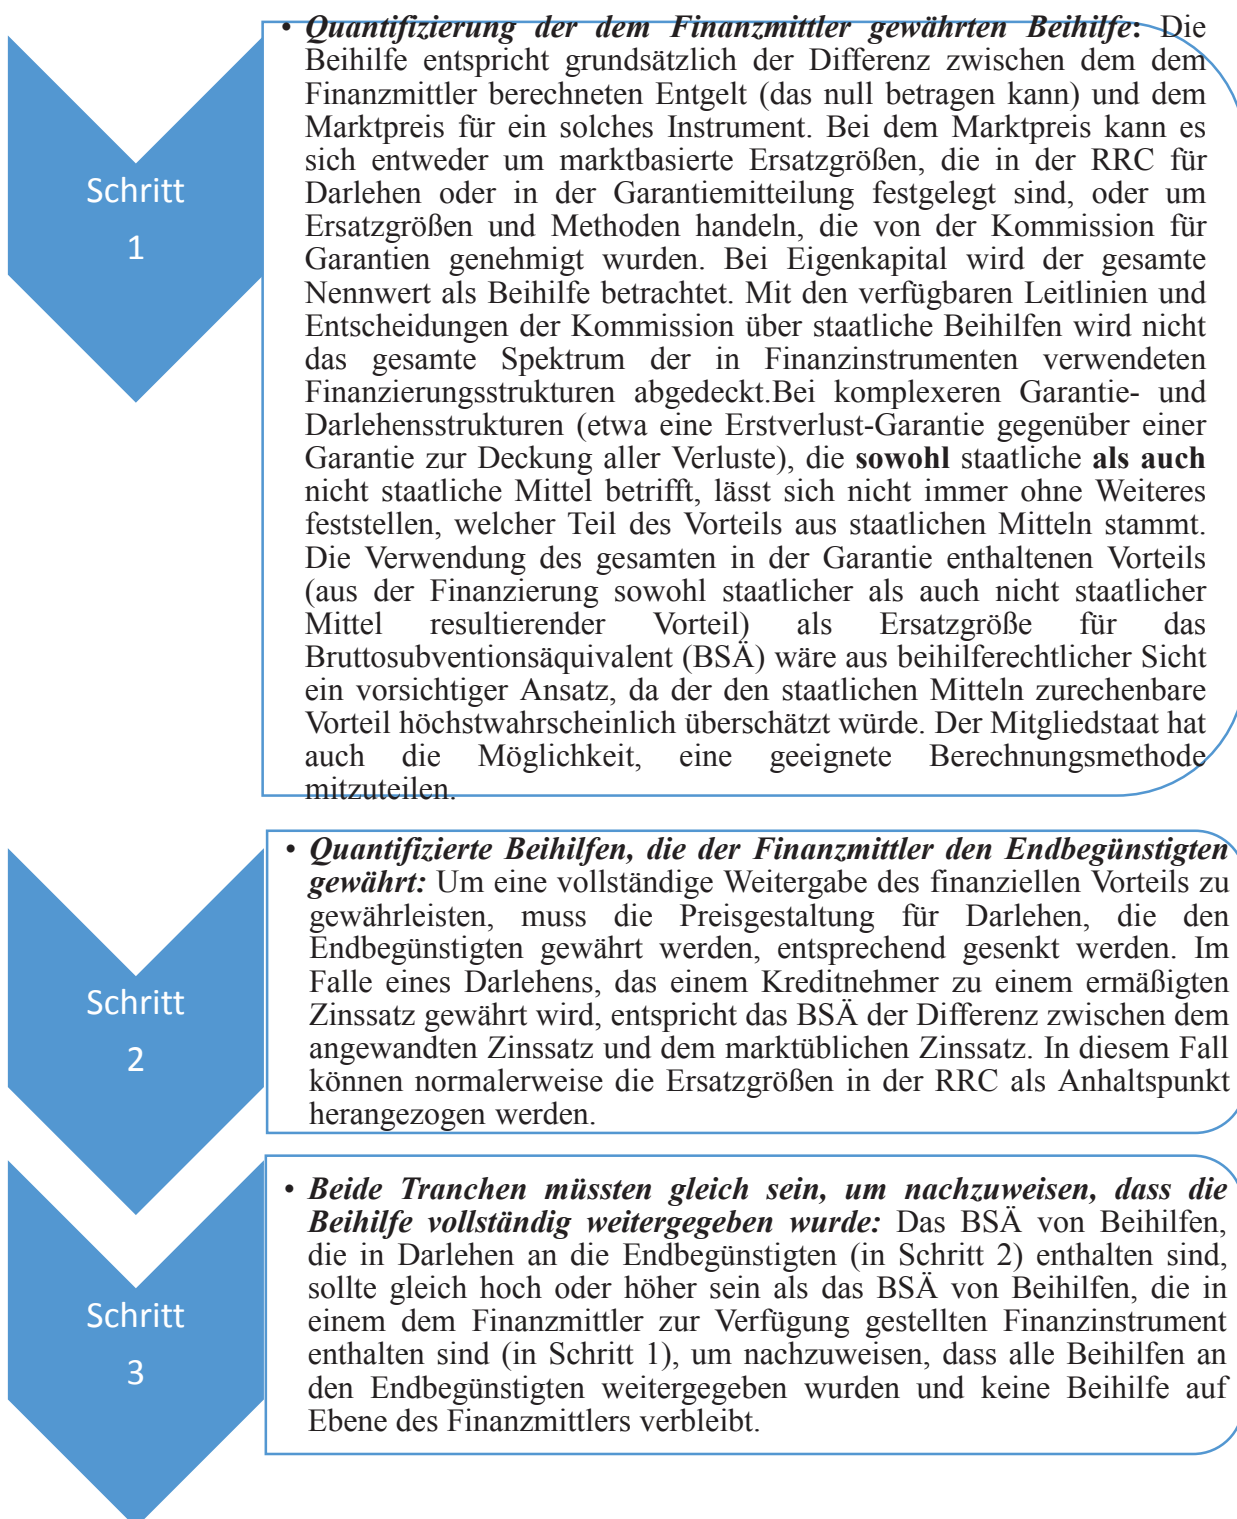 Schritt
1
• Quantifizierung der dem Finanzmittler gewährten Beihilfe: Die
Beihilfe entspricht grundsätzlich der Differenz zwischen dem dem
Finanzmittler berechneten Entgelt (das null betragen kann) und dem
Marktpreis für ein solches Instrument. Bei dem Marktpreis kann es
sich entweder um marktbasierte Ersatzgrößen, die in der RRC für
Darlehen oder in der Garantiemitteilung festgelegt sind, oder um
Ersatzgrößen und Methoden handeln, die von der Kommission für
Garantien genehmigt wurden. Bei Eigenkapital wird der gesamte
Nennwert als Beihilfe betrachtet. Mit den verfügbaren Leitlinien und
Entscheidungen der Kommission über staatliche Beihilfen wird nicht
das gesamte Spektrum der in Finanzinstrumenten verwendeten
Finanzierungsstrukturen abgedeckt.Bei komplexeren Garantie- und
Darlehensstrukturen (etwa eine Erstverlust-Garantie gegenüber einer
Garantie zur Deckung aller Verluste), die sowohl staatliche als auch
nicht staatliche Mittel betrifft, lässt sich nicht immer ohne Weiteres
feststellen, welcher Teil des Vorteils aus staatlichen Mitteln stammt.
Die Verwendung des gesamten in der Garantie enthaltenen Vorteils
(aus der Finanzierung sowohl staatlicher als auch nicht staatlicher
Mittel resultierender Vorteil) als Ersatzgröße für das
Bruttosubventionsäquivalent (BSÄ) wäre aus beihilferechtlicher Sicht
ein vorsichtiger Ansatz, da der den staatlichen Mitteln zurechenbare
Vorteil höchstwahrscheinlich überschätzt würde. Der Mitgliedstaat hat
auch die Möglichkeit, eine geeignete Berechnungsmethode
mitzuteilen.
Schritt
2
• Quantifizierte Beihilfen, die der Finanzmittler den Endbegünstigten
gewährt: Um eine vollständige Weitergabe des finanziellen Vorteils zu
gewährleisten, muss die Preisgestaltung für Darlehen, die den
Endbegünstigten gewährt werden, entsprechend gesenkt werden. Im
Falle eines Darlehens, das einem Kreditnehmer zu einem ermäßigten
Zinssatz gewährt wird, entspricht das BSÄ der Differenz zwischen dem
angewandten Zinssatz und dem marktüblichen Zinssatz. In diesem Fall
können normalerweise die Ersatzgrößen in der RRC als Anhaltspunkt
herangezogen werden.
Schritt
3
• Beide Tranchen müssten gleich sein, um nachzuweisen, dass die
Beihilfe vollständig weitergegeben wurde: Das BSÄ von Beihilfen,
die in Darlehen an die Endbegünstigten (in Schritt 2) enthalten sind,
sollte gleich hoch oder höher sein als das BSÄ von Beihilfen, die in
einem dem Finanzmittler zur Verfügung gestellten Finanzinstrument
enthalten sind (in Schritt 1), um nachzuweisen, dass alle Beihilfen an
den Endbegünstigten weitergegeben wurden und keine Beihilfe auf
Ebene des Finanzmittlers verbleibt.